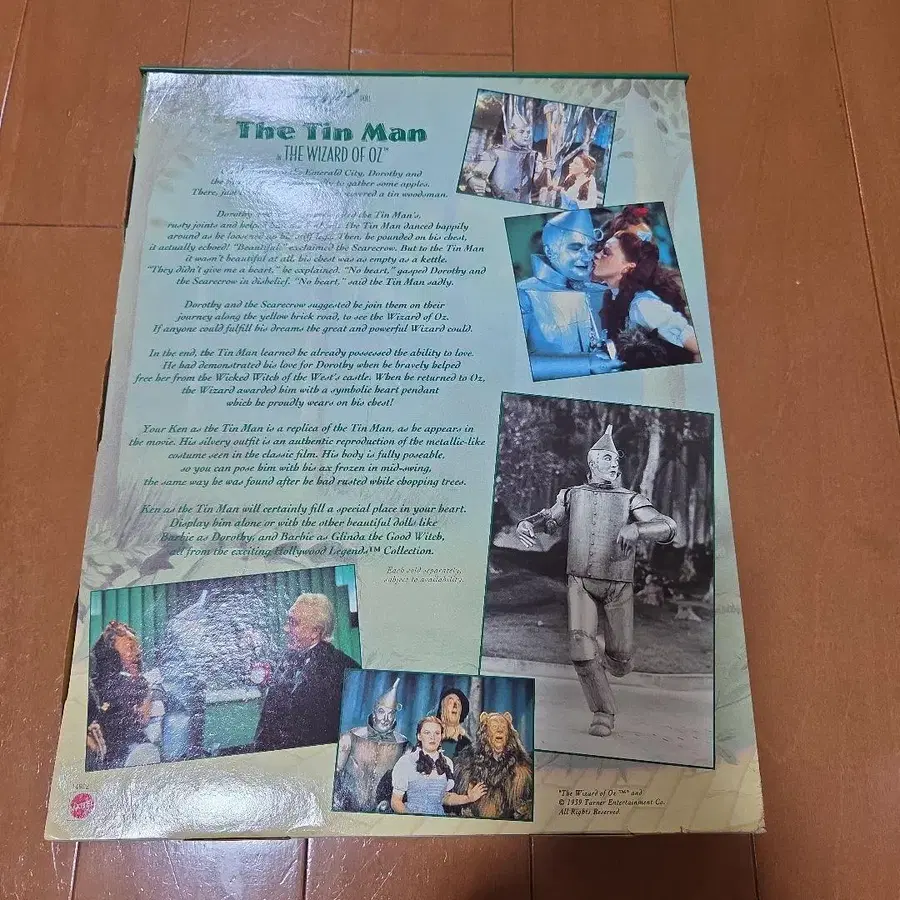 DOLL
The Tin Man
in THE WIZARD OF OZ™
Emerald City, Dorothy and
the to gather some apples.
There, just discovered a tin woodsman.
Dorothy the Tin Man's,
rusty joints and helped The Tin Man danced happily
around as he loosened his stiff legs. Then, he pounded on his chest,
it actually echoed! "Beautiful," exclaimed the Scarecrow. But to the Tin Man
it wasn't beautiful at all, his chest was as empty as a kettle.
"They didn't give me a heart," he explained. "No heart," gasped Dorothy and
the Scarecrow in disbelief. "No heart," said the Tin Man sadly.
Dorothy and the Scarecrow suggested he join them on their
journey along the yellow brick road, to see the Wizard of Oz.
If anyone could fulfill his dreams the great and powerful Wizard could.
In the end, the Tin Man learned he already possessed the ability to love.
He had demonstrated his love for Dorothy when he bravely helped
free her from the Wicked Witch of the West's castle. When he returned to Oz,
the Wizard awarded him with a symbolic heart pendant
which he proudly wears on his chest!
Your Ken as the Tin Man is a replica of the Tin Man, as he appears in
the movie. His silvery outfit is an authentic reproduction of the metallic-like
costume seen in the classic film. His body is fully poseable,
so you can pose him with his ax frozen in mid-swing,
the same way he was found after he had rusted while chopping trees.
Ken as the Tin Man will certainly fill a special place in your heart.
Display him alone or with the other beautiful dolls like
Barbie as Dorothy, and Barbie as Glinda the Good Witch,
all from the exciting Hollywood Legends™ Collection.
Each sold separately,
subject to availability.
MATTEL
"The Wizard of Oz ™" and
© 1939 Turner Entertainment Co.
All Rights Reserved.